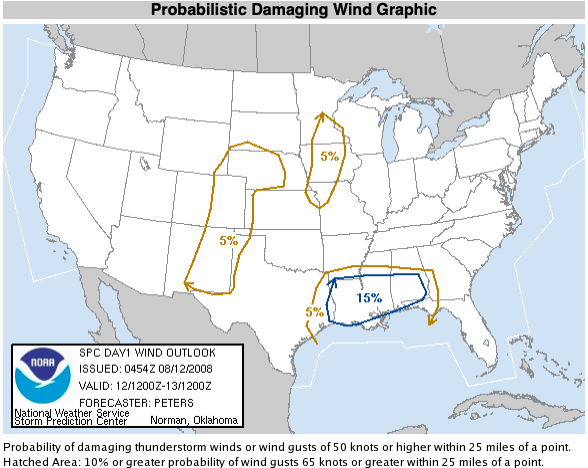 Probabilistic Damaging Wind Graphic
5%
5%
15%
5%
SPC DAY1 WIND OUTLOOK
ISSUED: 0454Z 08/12/2008
VALID: 12/1200Z-13/1200Z
FORECASTER: PETERS
NOAA
National Weather Service
Storm Prediction Center Norman, Oklahoma
Probability of damaging thunderstorm winds or wind gusts of 50 knots or higher within 25 miles of a point.
Hatched Area: 10% or greater probability of wind gusts 65 knots or greater within 25 miles of a point.